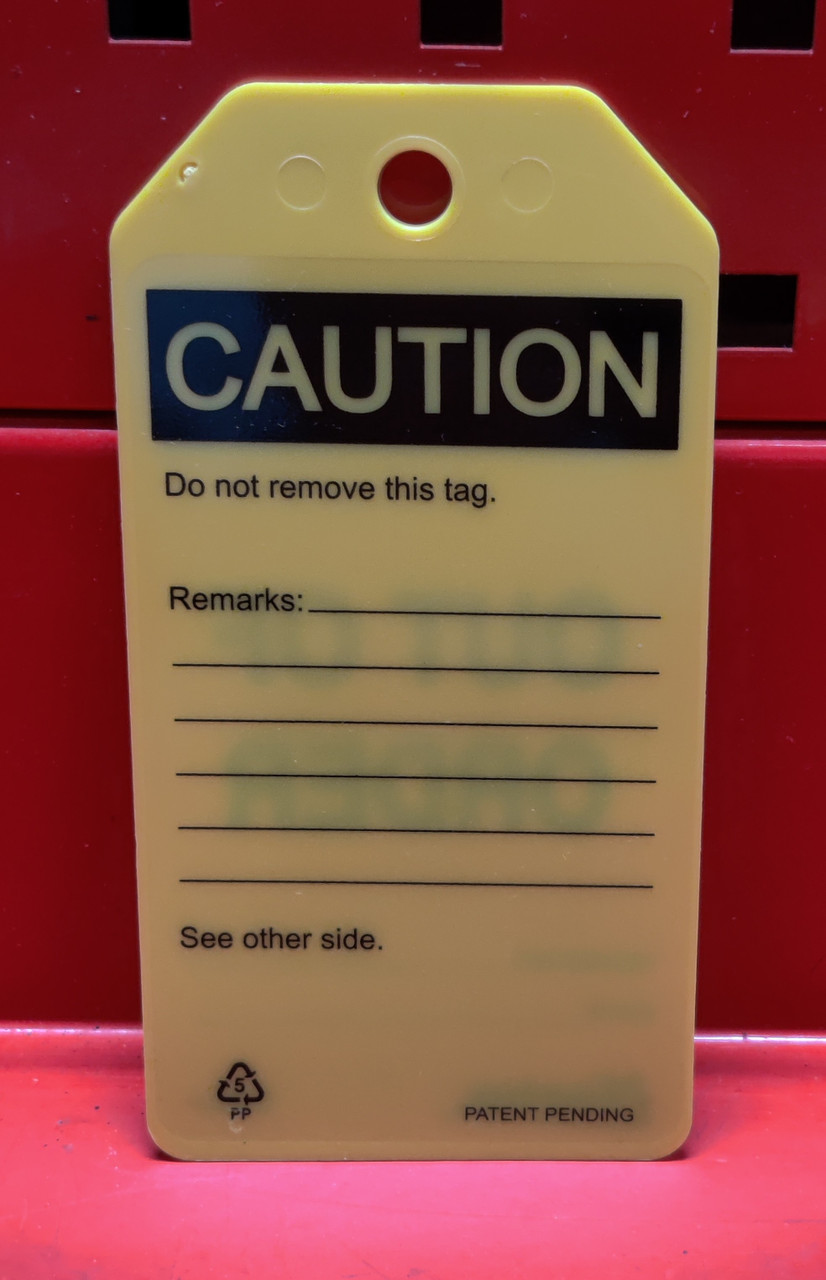 CAUTION
Do not remove this tag.
Remarks:
See other side.
5
PP
PATENT PENDING